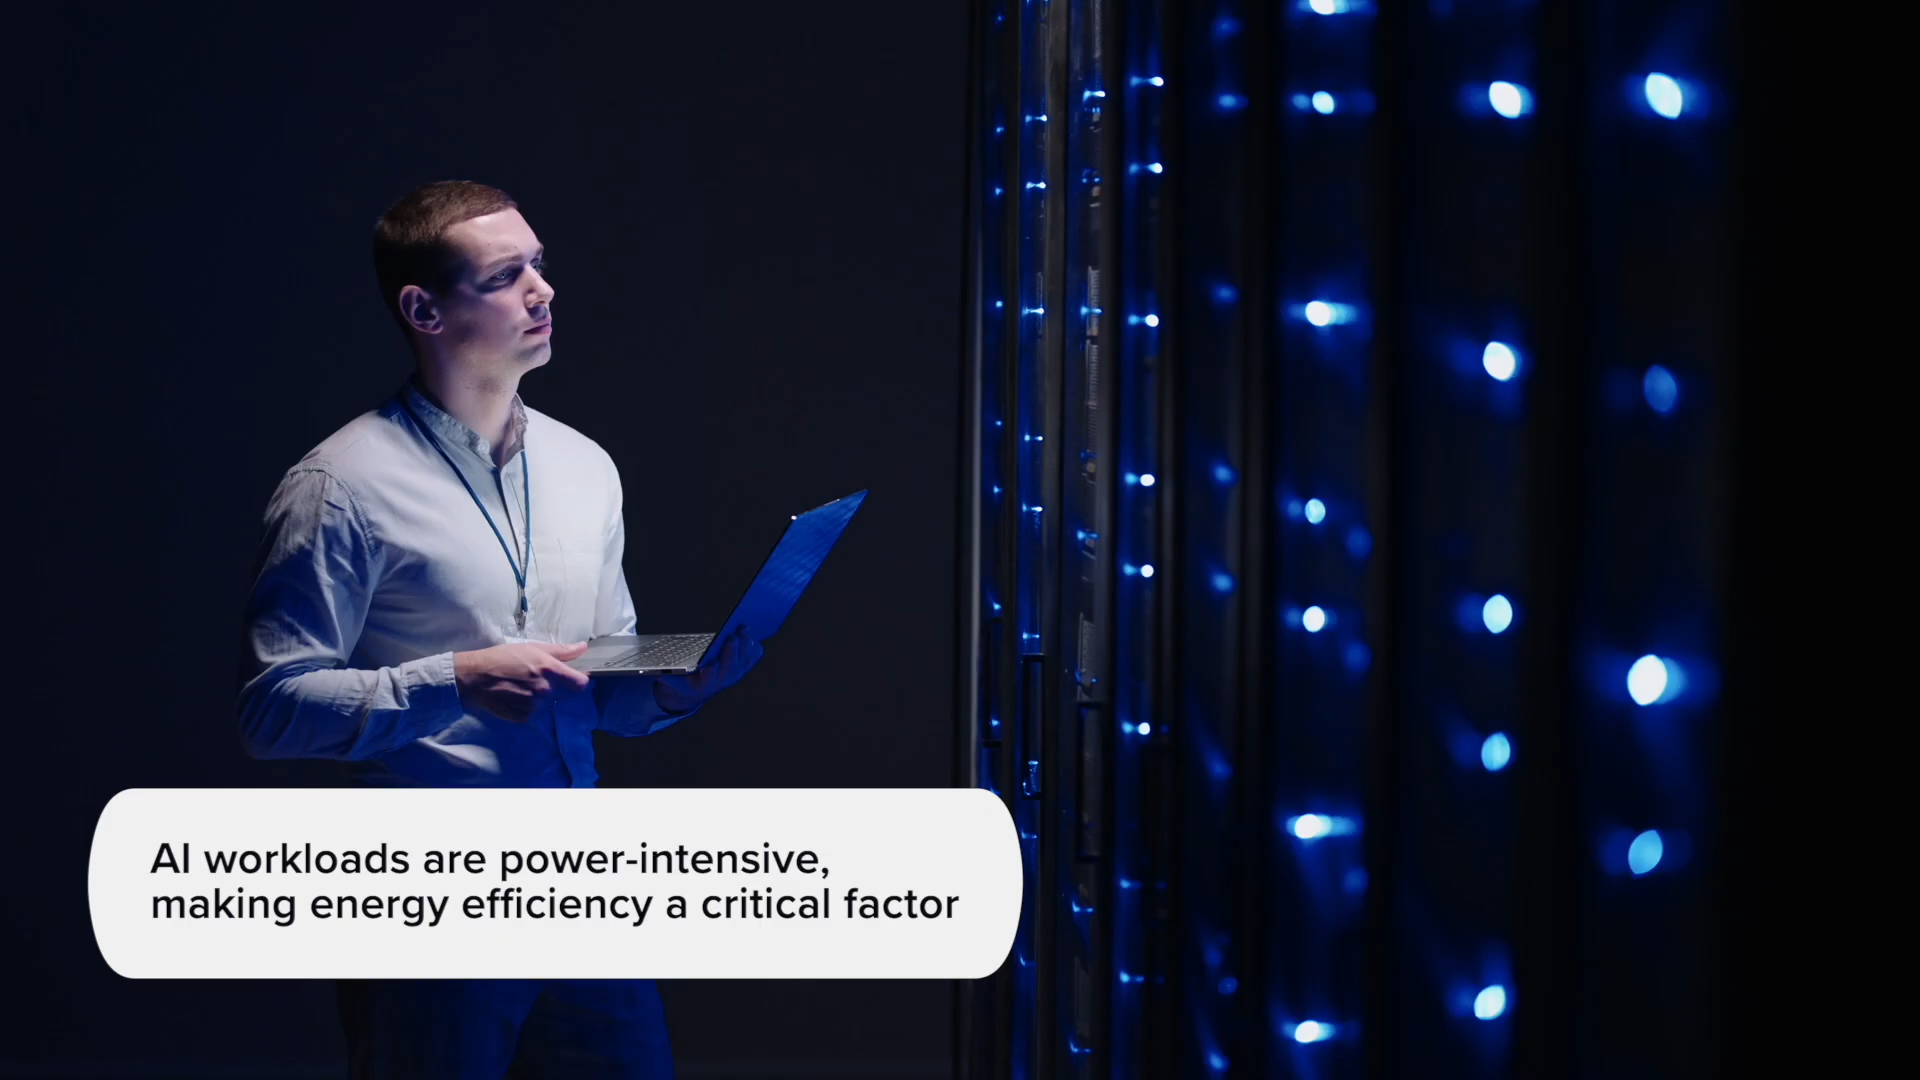 AI workloads are power-intensive,
making energy efficiency a critical factor